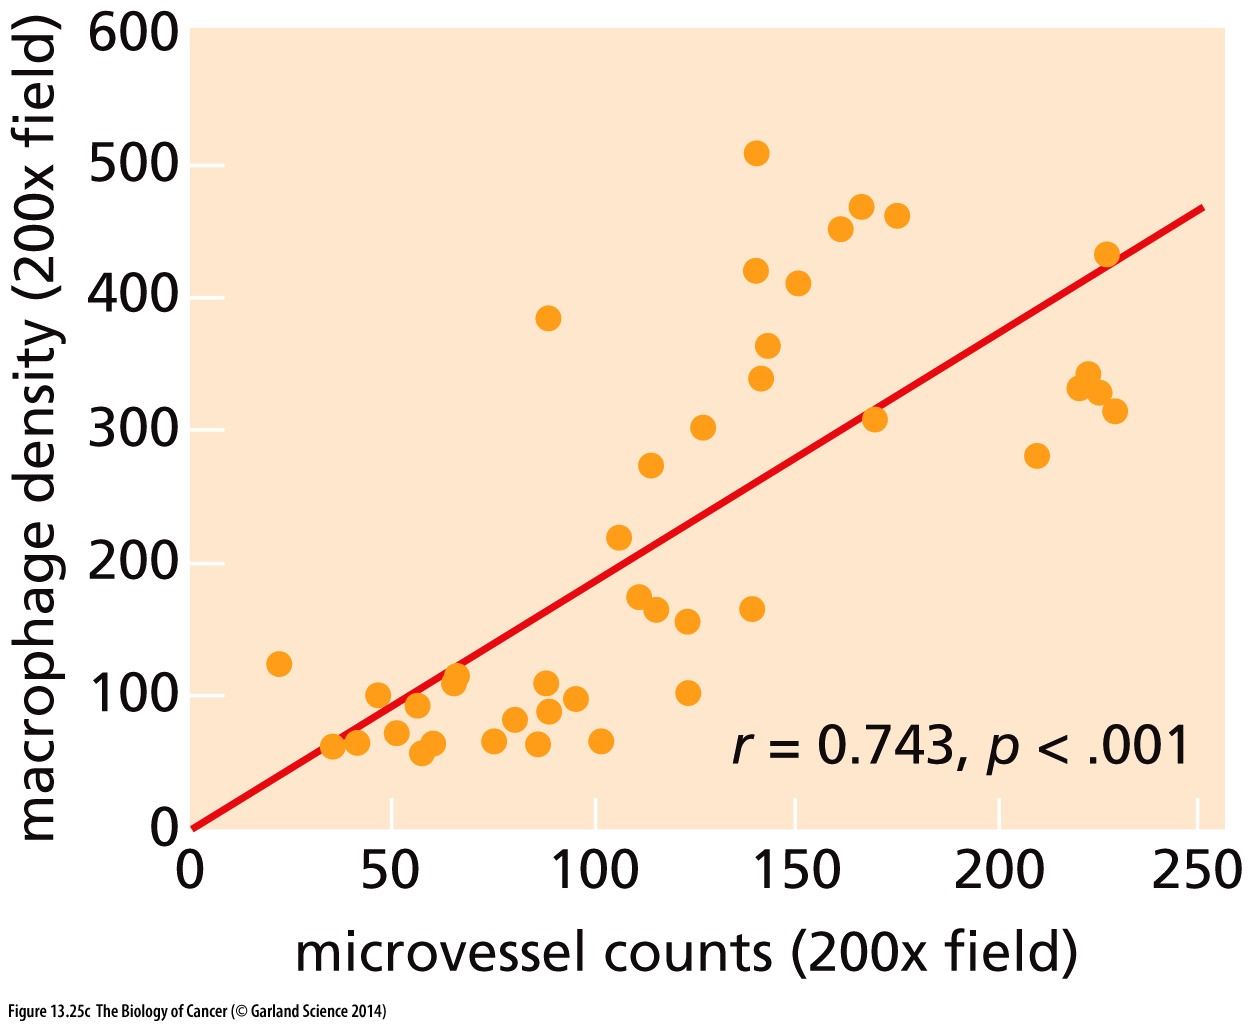 macrophage density (200x field)
600
500
400
300
200
100
0
r = 0.743, p < .001
0 50 100 150 200 250
microvessel counts (200x field)
Figure 13.25c The Biology of Cancer (© Garland Science 2014)